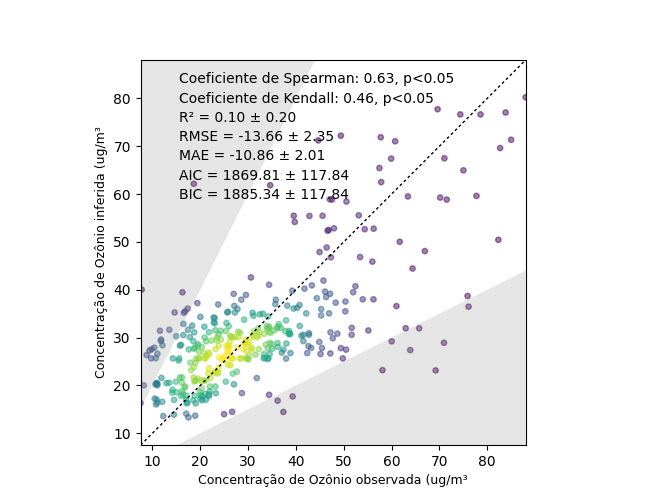 Coeficiente de Spearman: 0.63, p<0.05
Coeficiente de Kendall: 0.46, p<0.05
R² = 0.10 ± 0.20
RMSE = -13.66 ± 2.35
MAE = -10.86 ± 2.01
AIC = 1869.81 ± 117.84
BIC = 1885.34 ± 117.84
Concentração de Ozônio inferida (ug/m³
80
70
60
50
40
30
20
10
10 20 30 40 50 60 70 80
Concentração de Ozônio observada (ug/m³